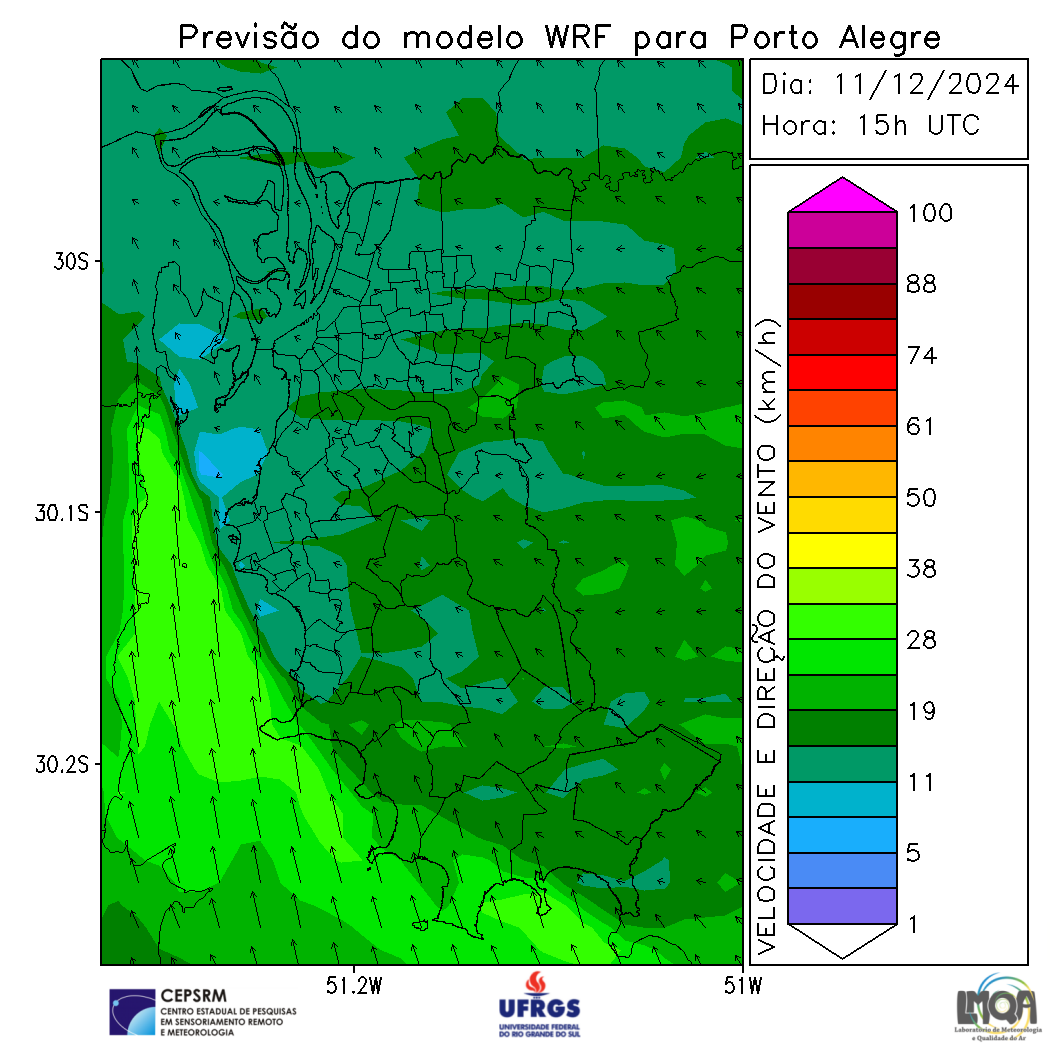 Previsão do modelo WRF para Porto Alegre
Dia: 11/12/2024
Hora: 15h UTC
VELOCIDADE E DIREÇÃO DO VENTO (km/h)
100
88
74
61
50
38
28
19
11
5
1
30S
30.1S
30.2S
51.2W
51W
CEPSRM
CENTRO ESTADUAL DE PESQUISAS
EM SENSORIAMENTO REMOTO
E METEOROLOGIA
UFRGS
UNIVERSIDADE FEDERAL
DO RIO GRANDE DO SUL
LMQA
Laboratório de Meteorologia
e Qualidade do Ar